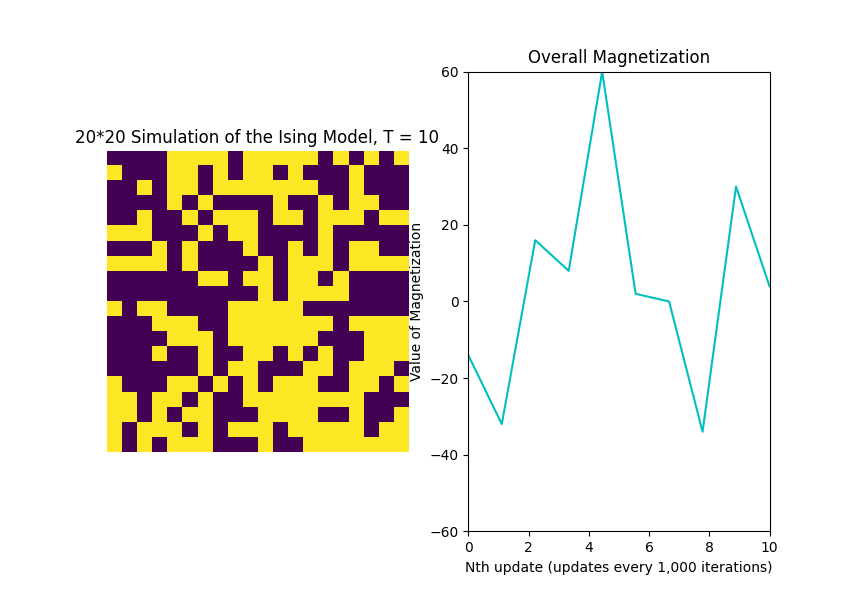 20*20 Simulation of the Ising Model, T = 10
Overall Magnetization
Value of Magnetization
60
40
20
0
−20
−40
−60
0 2 4 6 8 10
Nth update (updates every 1,000 iterations)